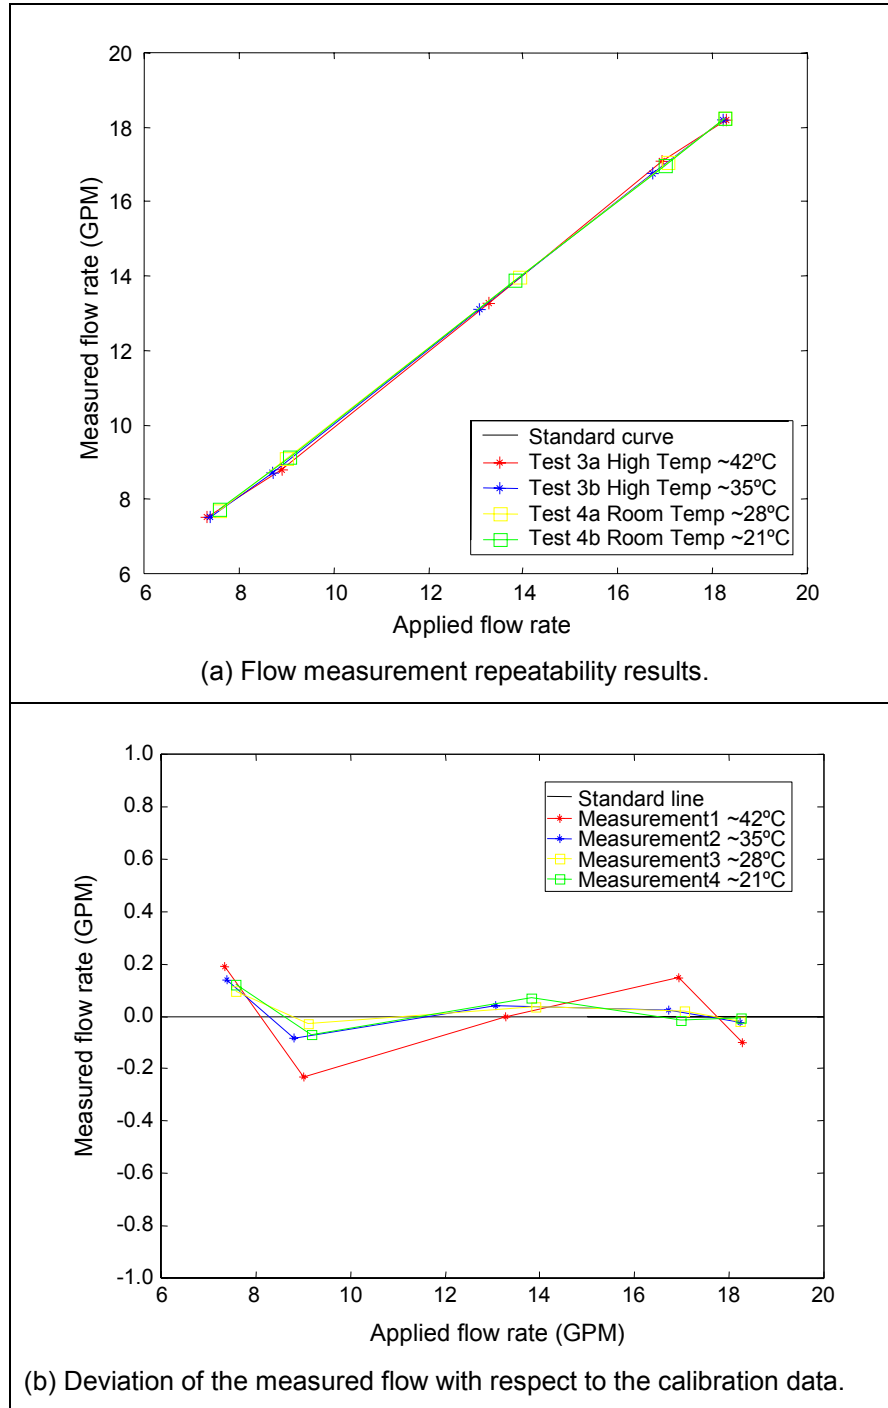 20
18
16
14
12
10
8
6
Measured flow rate (GPM)
Standard curve
Test 3a High Temp ~42ºC
Test 3b High Temp ~35ºC
Test 4a Room Temp ~28ºC
Test 4b Room Temp ~21ºC
6 8 10 12 14 16 18 20
Applied flow rate
(a) Flow measurement repeatability results.
1.0
0.8
0.6
0.4
0.2
0.0
-0.2
-0.4
-0.6
-0.8
-1.0
Measured flow rate (GPM)
Standard line
Measurement1 ~42ºC
Measurement2 ~35ºC
Measurement3 ~28ºC
Measurement4 ~21ºC
6 8 10 12 14 16 18 20
Applied flow rate (GPM)
(b) Deviation of the measured flow with respect to the calibration data.